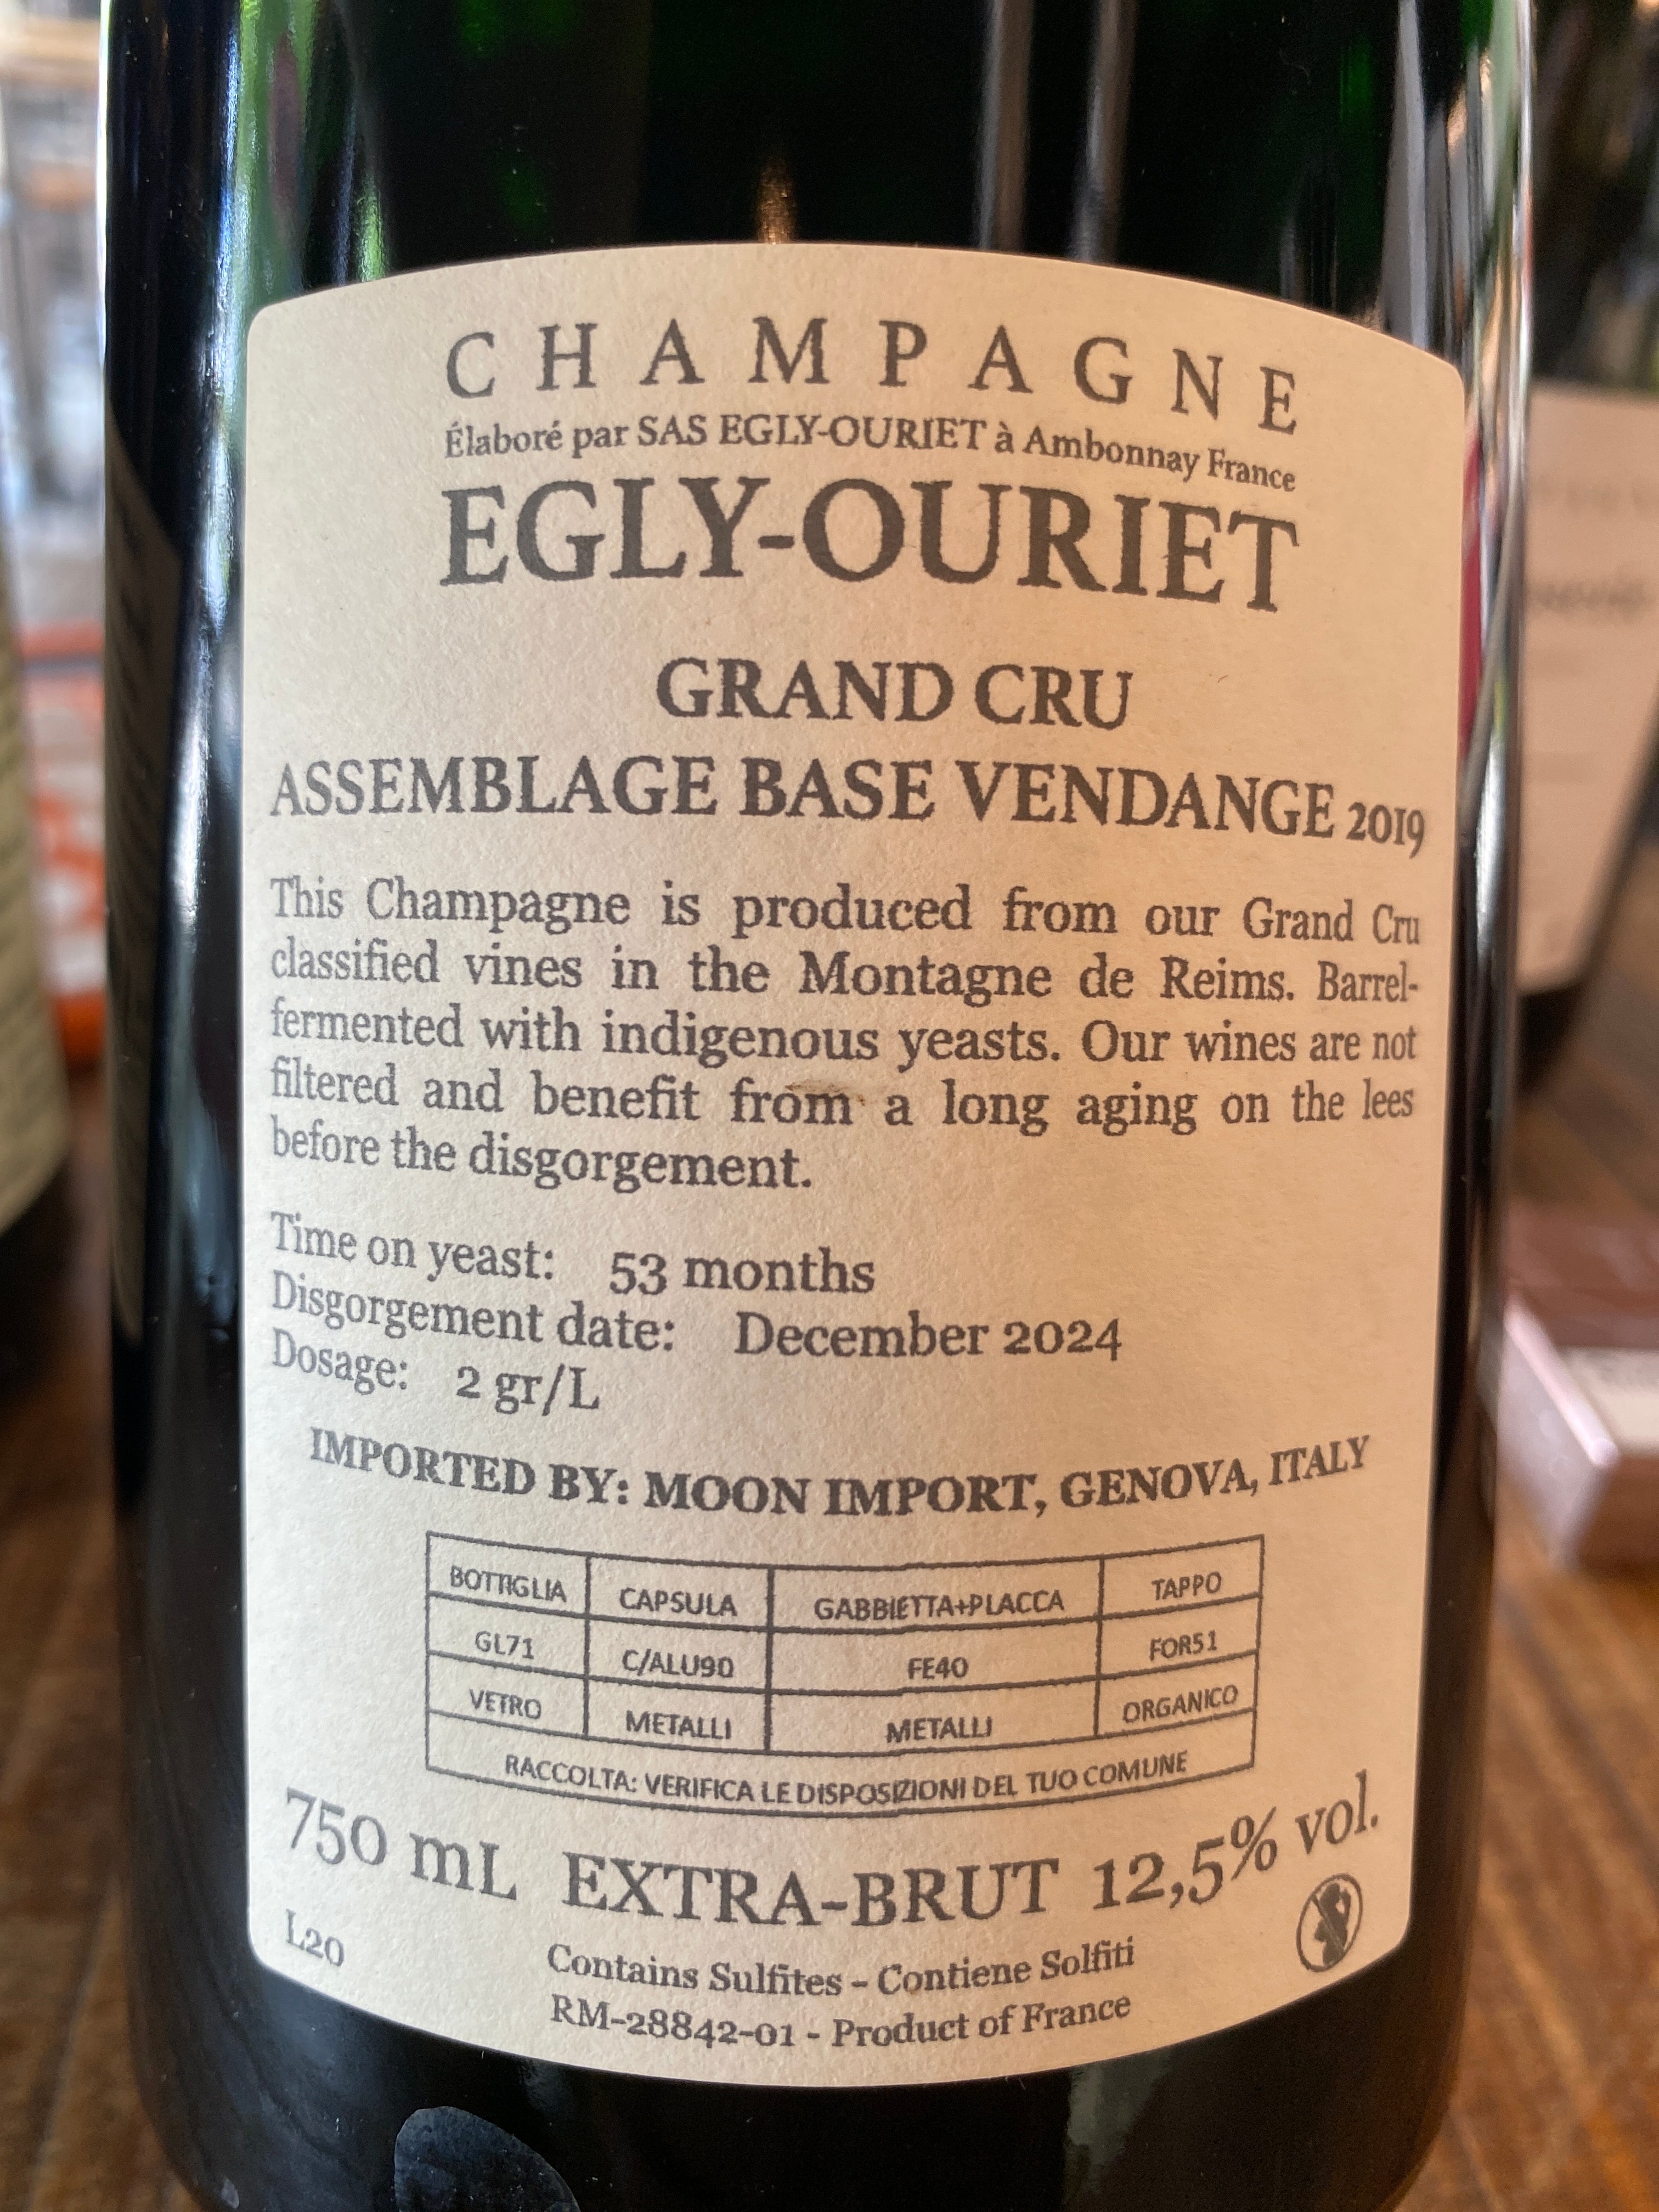 CHAMPAGNE
Élaboré par SAS EGLY-OURIET à Ambonnay France
EGLY-OURIET
GRAND CRU
ASSEMBLAGE BASE VENDANGE 2019
This Champagne is produced from our Grand Cru
classified vines in the Montagne de Reims. Barrel-
fermented with indigenous yeasts. Our wines are not
filtered and benefit from a long aging on the lees
before the disgorgement.
Time on yeast: 53 months
Disgorgement date: December 2024
Dosage: 2 gr/L
IMPORTED BY: MOON IMPORT, GENOVA, ITALY
BOTTIGLIA CAPSULA GABBIETTA+PLACCA TAPPO
GL71 C/ALU90 FE40 FOR51
VETRO METALLI METALLI ORGANICO
RACCOLTA: VERIFICA LE DISPOSIZIONI DEL TUO COMUNE
750 mL EXTRA-BRUT 12,5% vol.
L20
Contains Sulfites - Contiene Solfiti
RM-28842-01 - Product of France